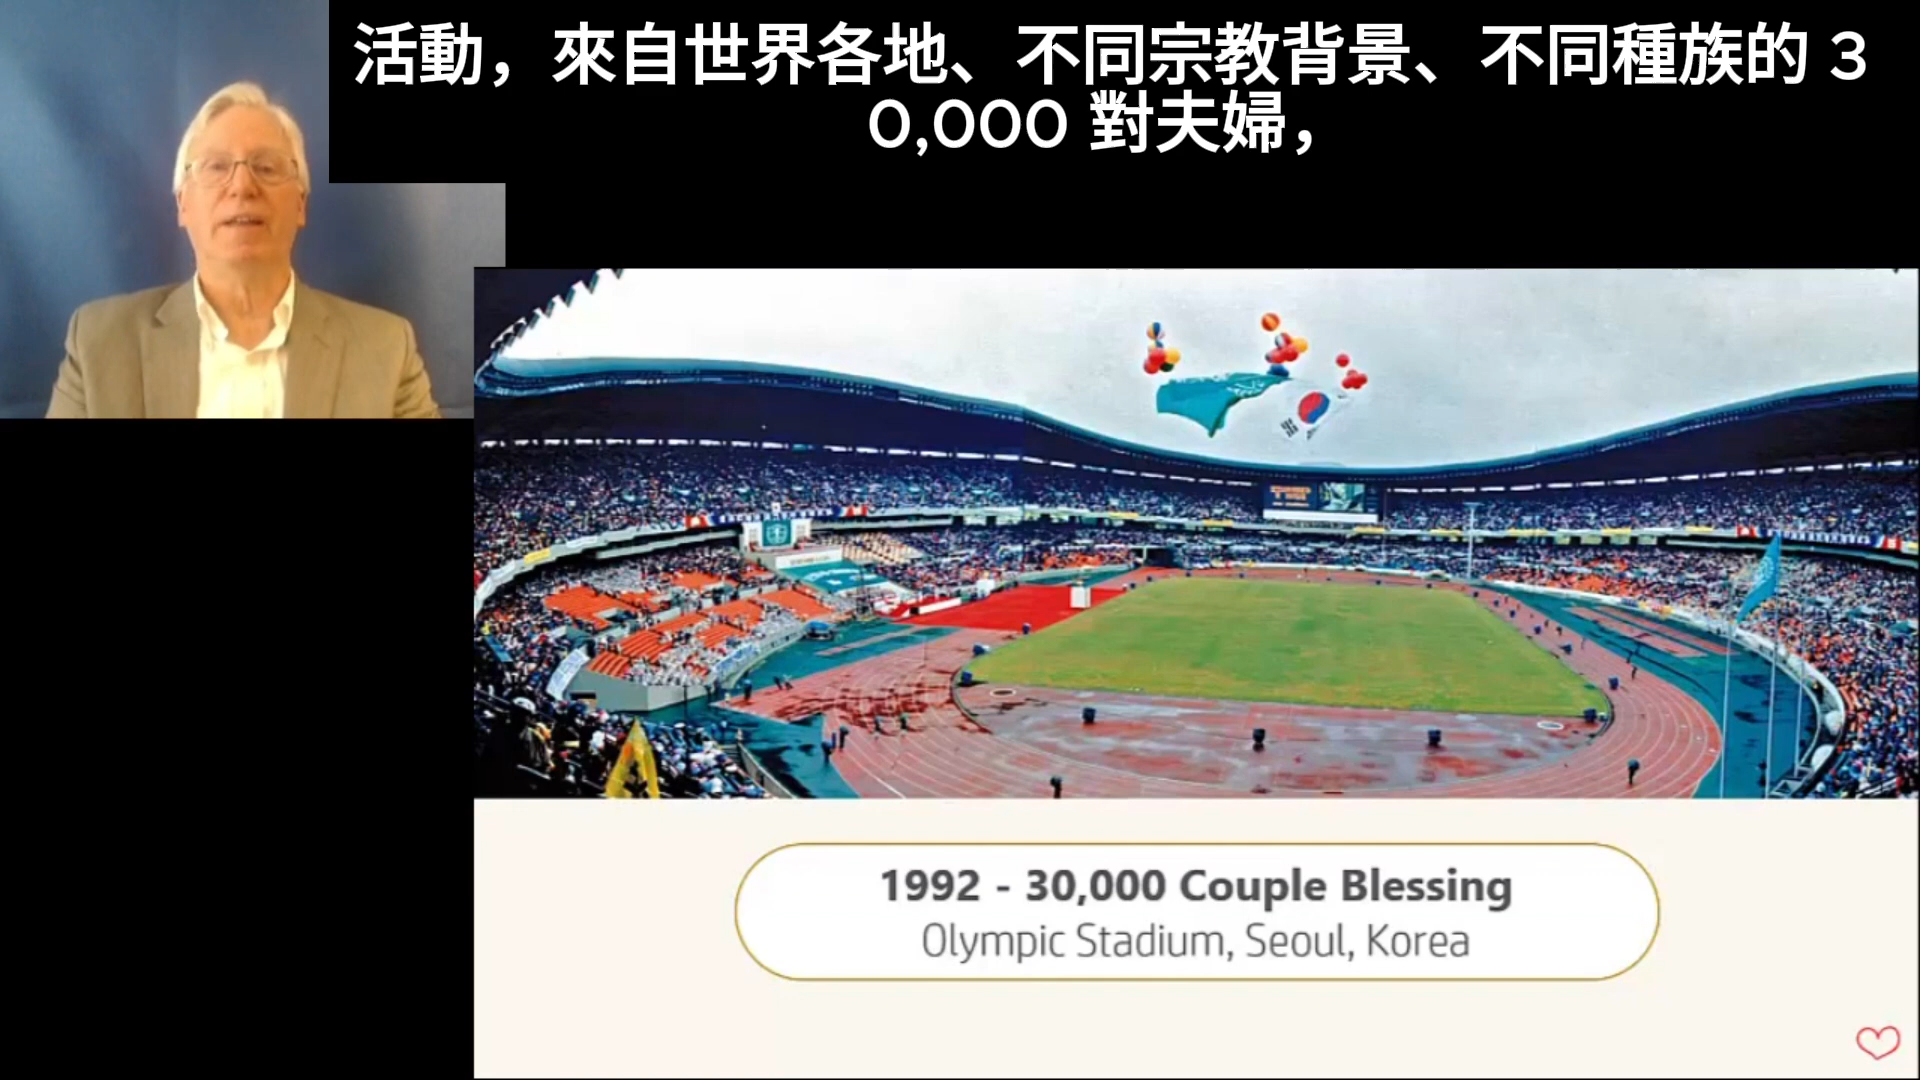 活動，來自世界各地、不同宗教背景、不同種族的 3
0,000 對夫婦，
1992 - 30,000 Couple Blessing
Olympic Stadium, Seoul, Korea